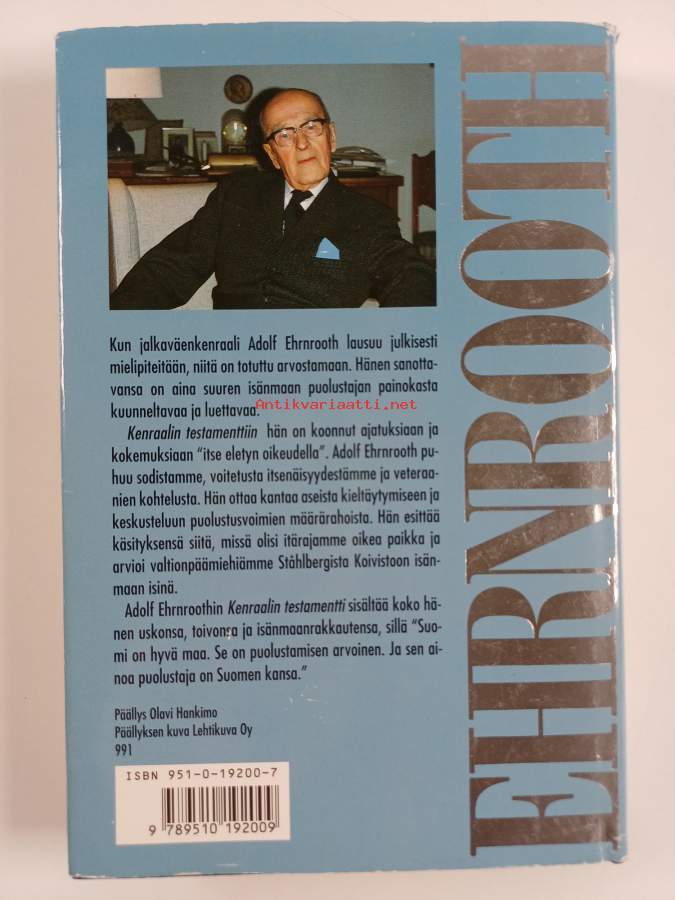 EHRNROOTH
Kun jalkaväenkenraali Adolf Ehrnrooth lausuu julkisesti
mielipiteitään, niitä on totuttu arvostamaan. Hänen sanotta-
vansa on aina suuren isänmaan puolustajan painokasta
kuunneltavaa ja luettavaa.
Antikvariaatti.net
Kenraalin testamenttiin hän on koonnut ajatuksiaan ja
kokemuksiaan "itse eletyn oikeudella". Adolf Ehrnrooth pu-
huu sodistamme, voitetusta itsenäisyydestämme ja veteraa-
nien kohtelusta. Hän ottaa kantaa aseista kieltäytymiseen ja
keskusteluun puolustusvoimien määrärahoista. Hän esittää
käsityksensä siitä, missä olisi itärajamme oikea paikka ja
arvioi valtionpäämiehiämme Ståhlbergista Koivistoon isän-
maan isinä.
Adolf Ehrnroothin Kenraalin testamentti sisältää koko hä-
nen uskonsa, toivonsa ja isänmaanrakkautensa, sillä "Suo-
mi on hyvä maa. Se on puolustamisen arvoinen. Ja sen ai-
noa puolustaja on Suomen kansa."
Päällys Olavi Hankimo
Päällyksen kuva Lehtikuva Oy
991
ISBN 951-0-19200-7
9 789510 192009